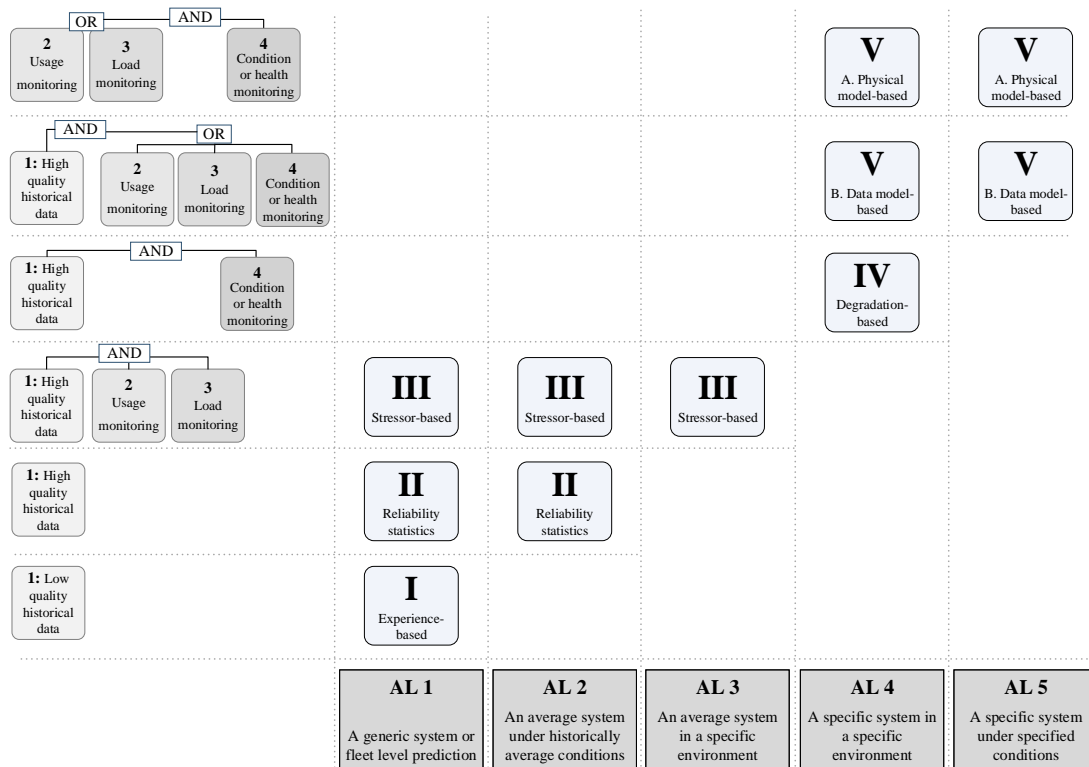 OR
AND
2
Usage
monitoring
3
Load
monitoring
4
Condition
or health
monitoring
V
A. Physical
model-based
V
A. Physical
model-based
AND
OR
1: High
quality
historical
data
2
Usage
monitoring
3
Load
monitoring
4
Condition
or health
monitoring
V
B. Data model-
based
V
B. Data model-
based
AND
1: High
quality
historical
data
4
Condition
or health
monitoring
IV
Degradation-
based
AND
1: High
quality
historical
data
2
Usage
monitoring
3
Load
monitoring
III
Stressor-based
III
Stressor-based
III
Stressor-based
1: High
quality
historical
data
II
Reliability
statistics
II
Reliability
statistics
1: Low
quality
historical
data
I
Experience-
based
AL 1
A generic system or
fleet level prediction
AL 2
An average system
under historically
average conditions
AL 3
An average system
in a specific
environment
AL 4
A specific system in
a specific
environment
AL 5
A specific system
under specified
conditions